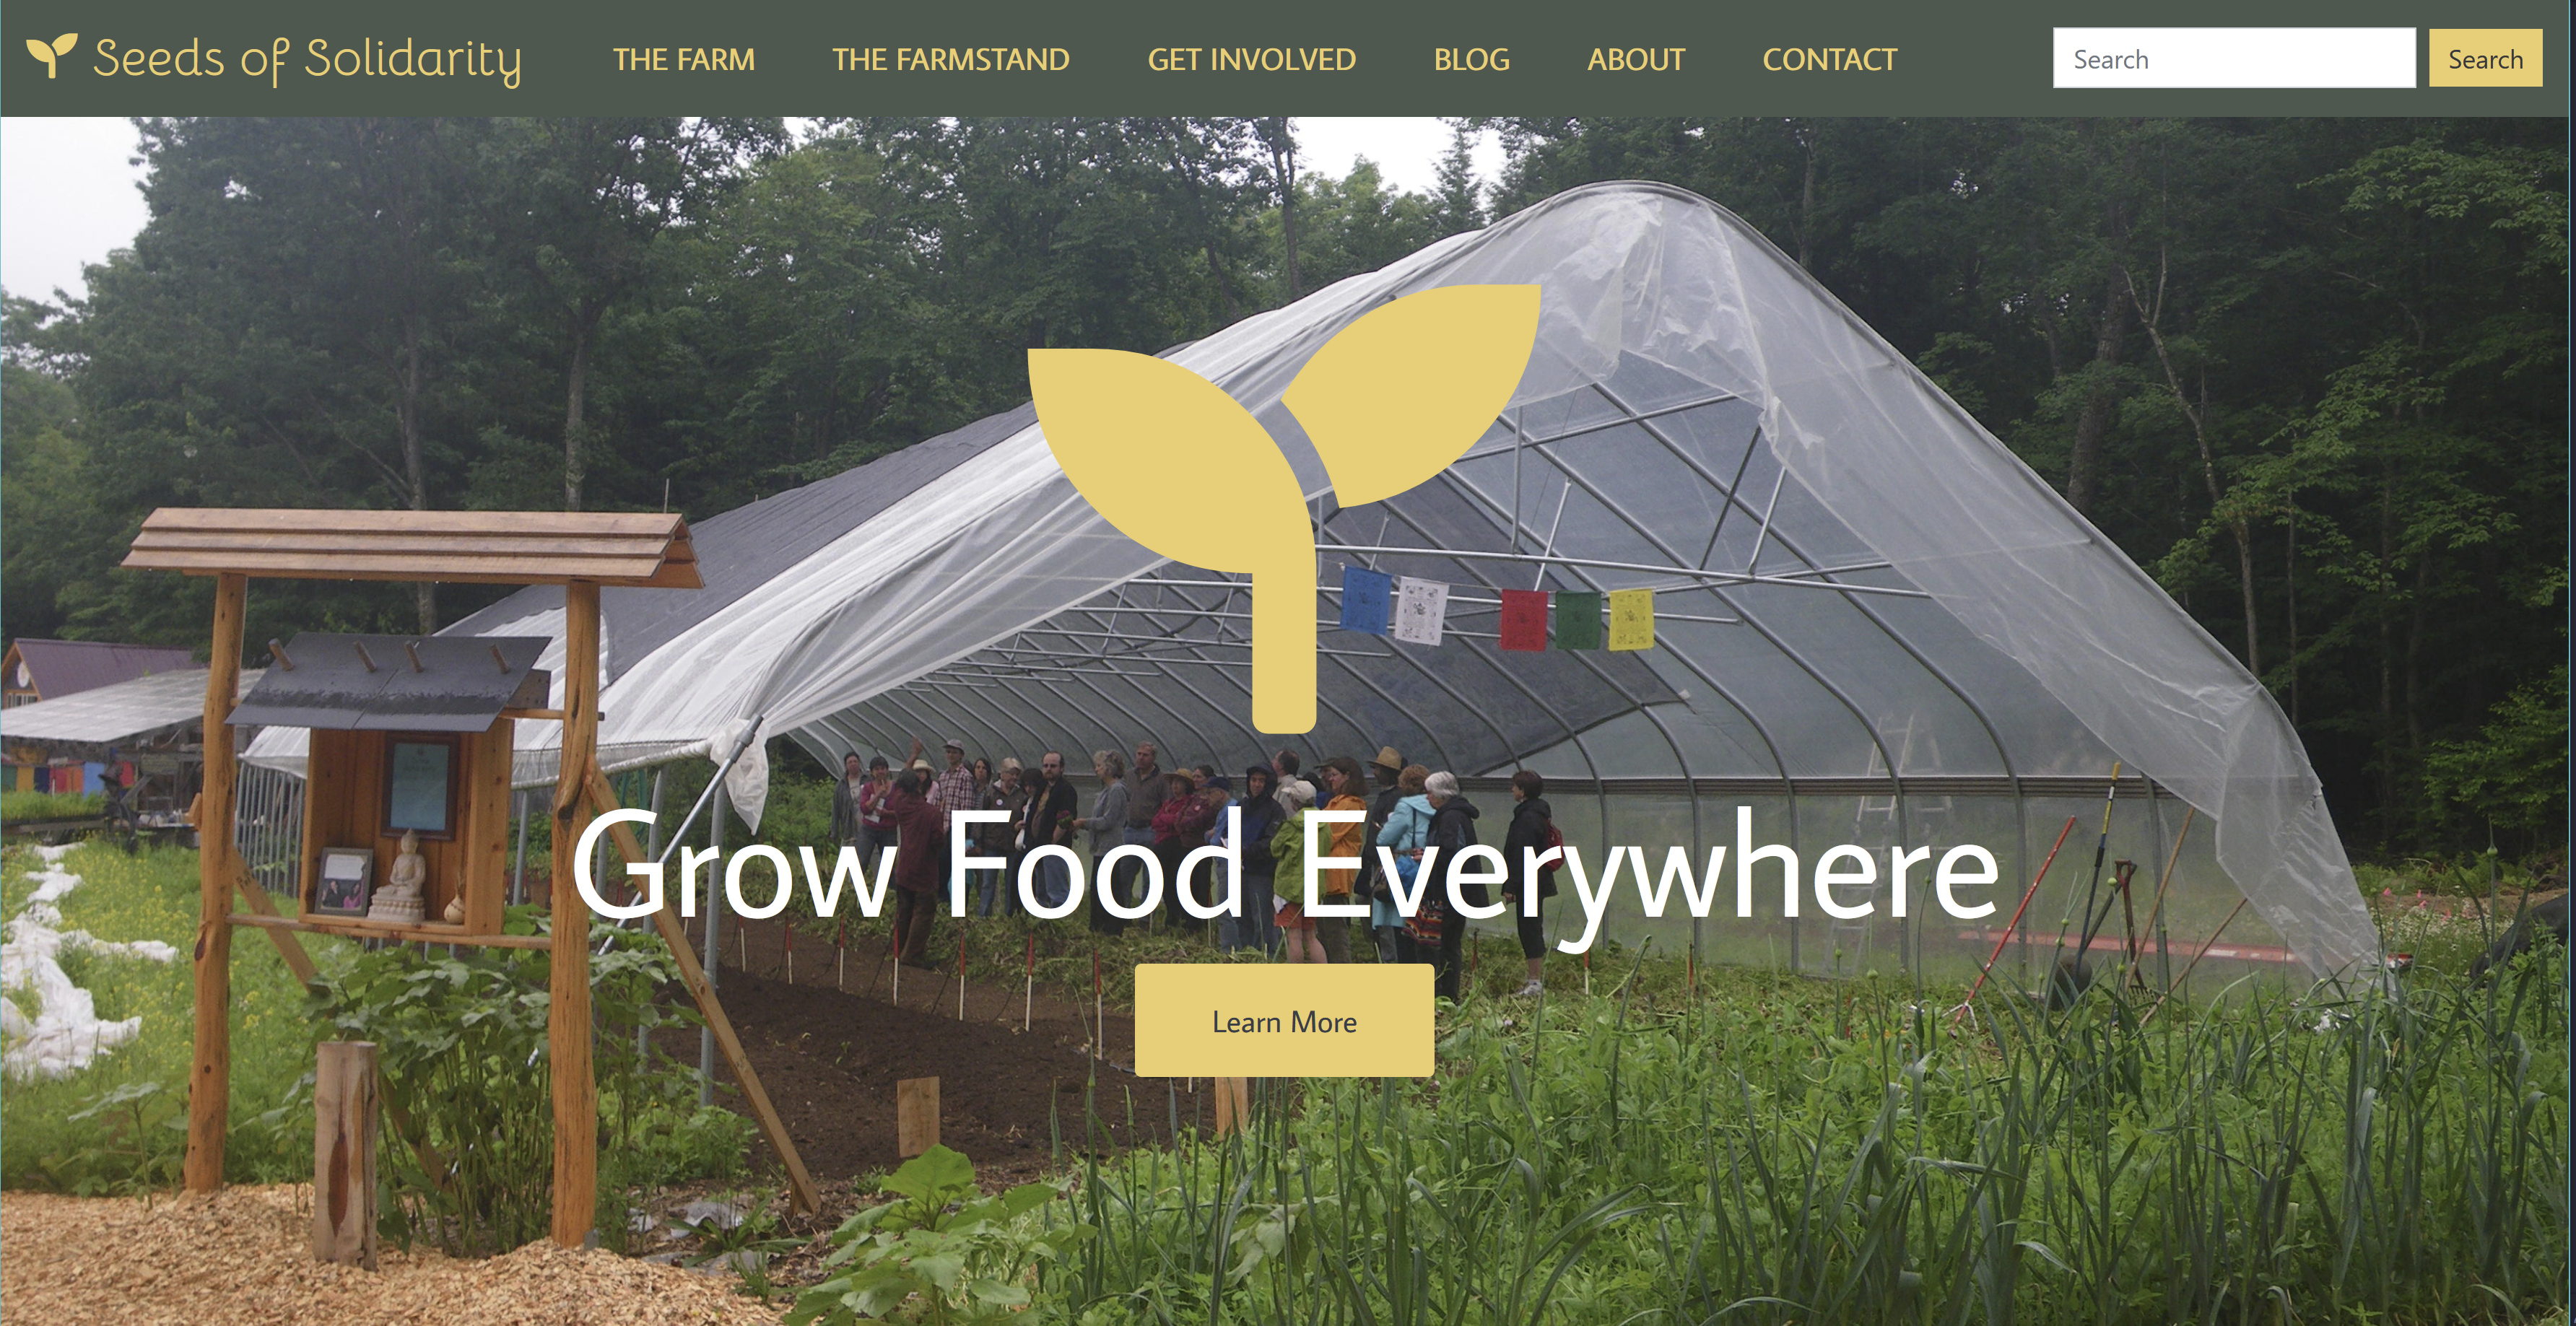 Seeds of Solidarity
THE FARM
THE FARMSTAND
GET INVOLVED
BLOG
ABOUT
CONTACT
Search
Search
Grow Food Everywhere
Learn More